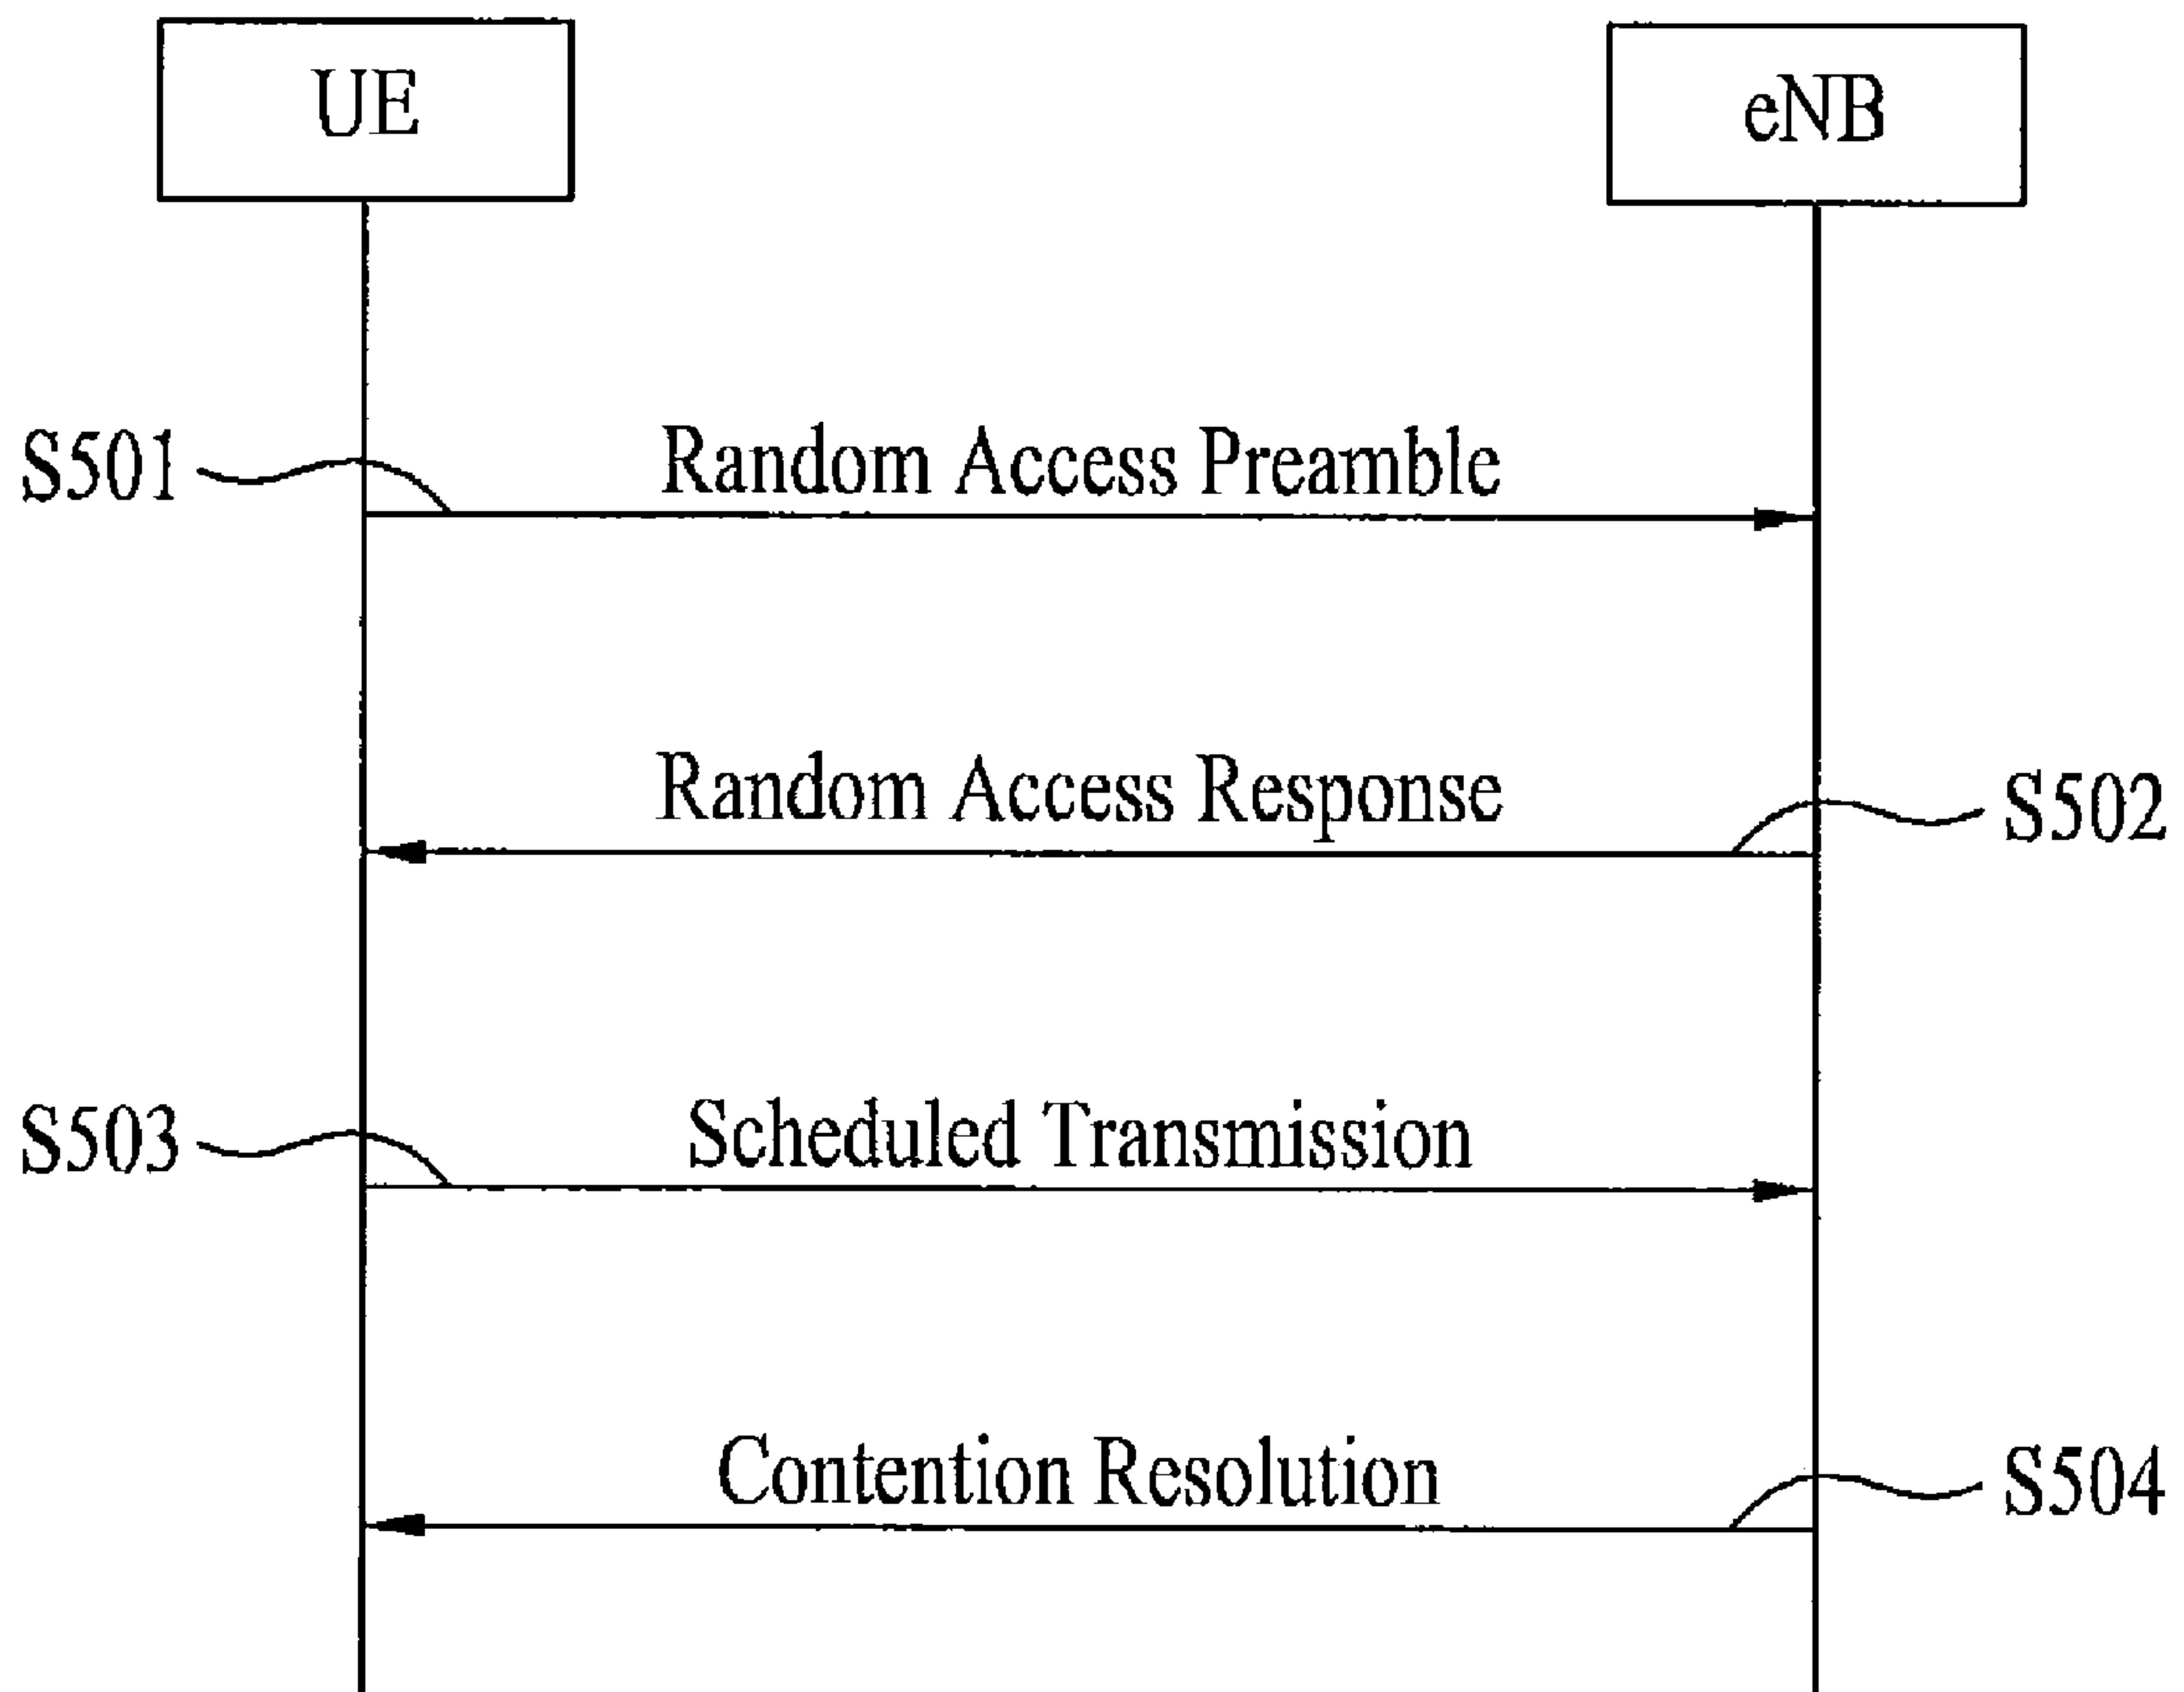 UE
eNB
S501
Random Access Preamble
Random Access Response
S502
S503
Scheduled Transmission
Contention Resolution
S504